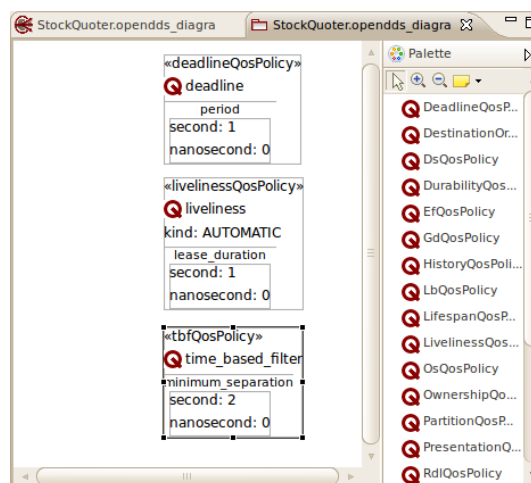 StockQuoter.opendds_diagra
StockQuoter.opendds_diagra
«deadlineQosPolicy»
deadline
period
second: 1
nanosecond: 0
«livelinessQosPolicy»
liveliness
kind: AUTOMATIC
lease_duration
second: 1
nanosecond: 0
«tbfQosPolicy»
time_based_filter
minimum_separation
second: 2
nanosecond: 0
Palette
DeadlineQosP...
DestinationOr...
DsQosPolicy
DurabilityQos...
EfQosPolicy
GdQosPolicy
HistoryQosPoli...
LbQosPolicy
LifespanQosP...
LivelinessQos...
OsQosPolicy
OwnershipQo...
PartitionQosP...
PresentationQ...
RdlQosPolicy